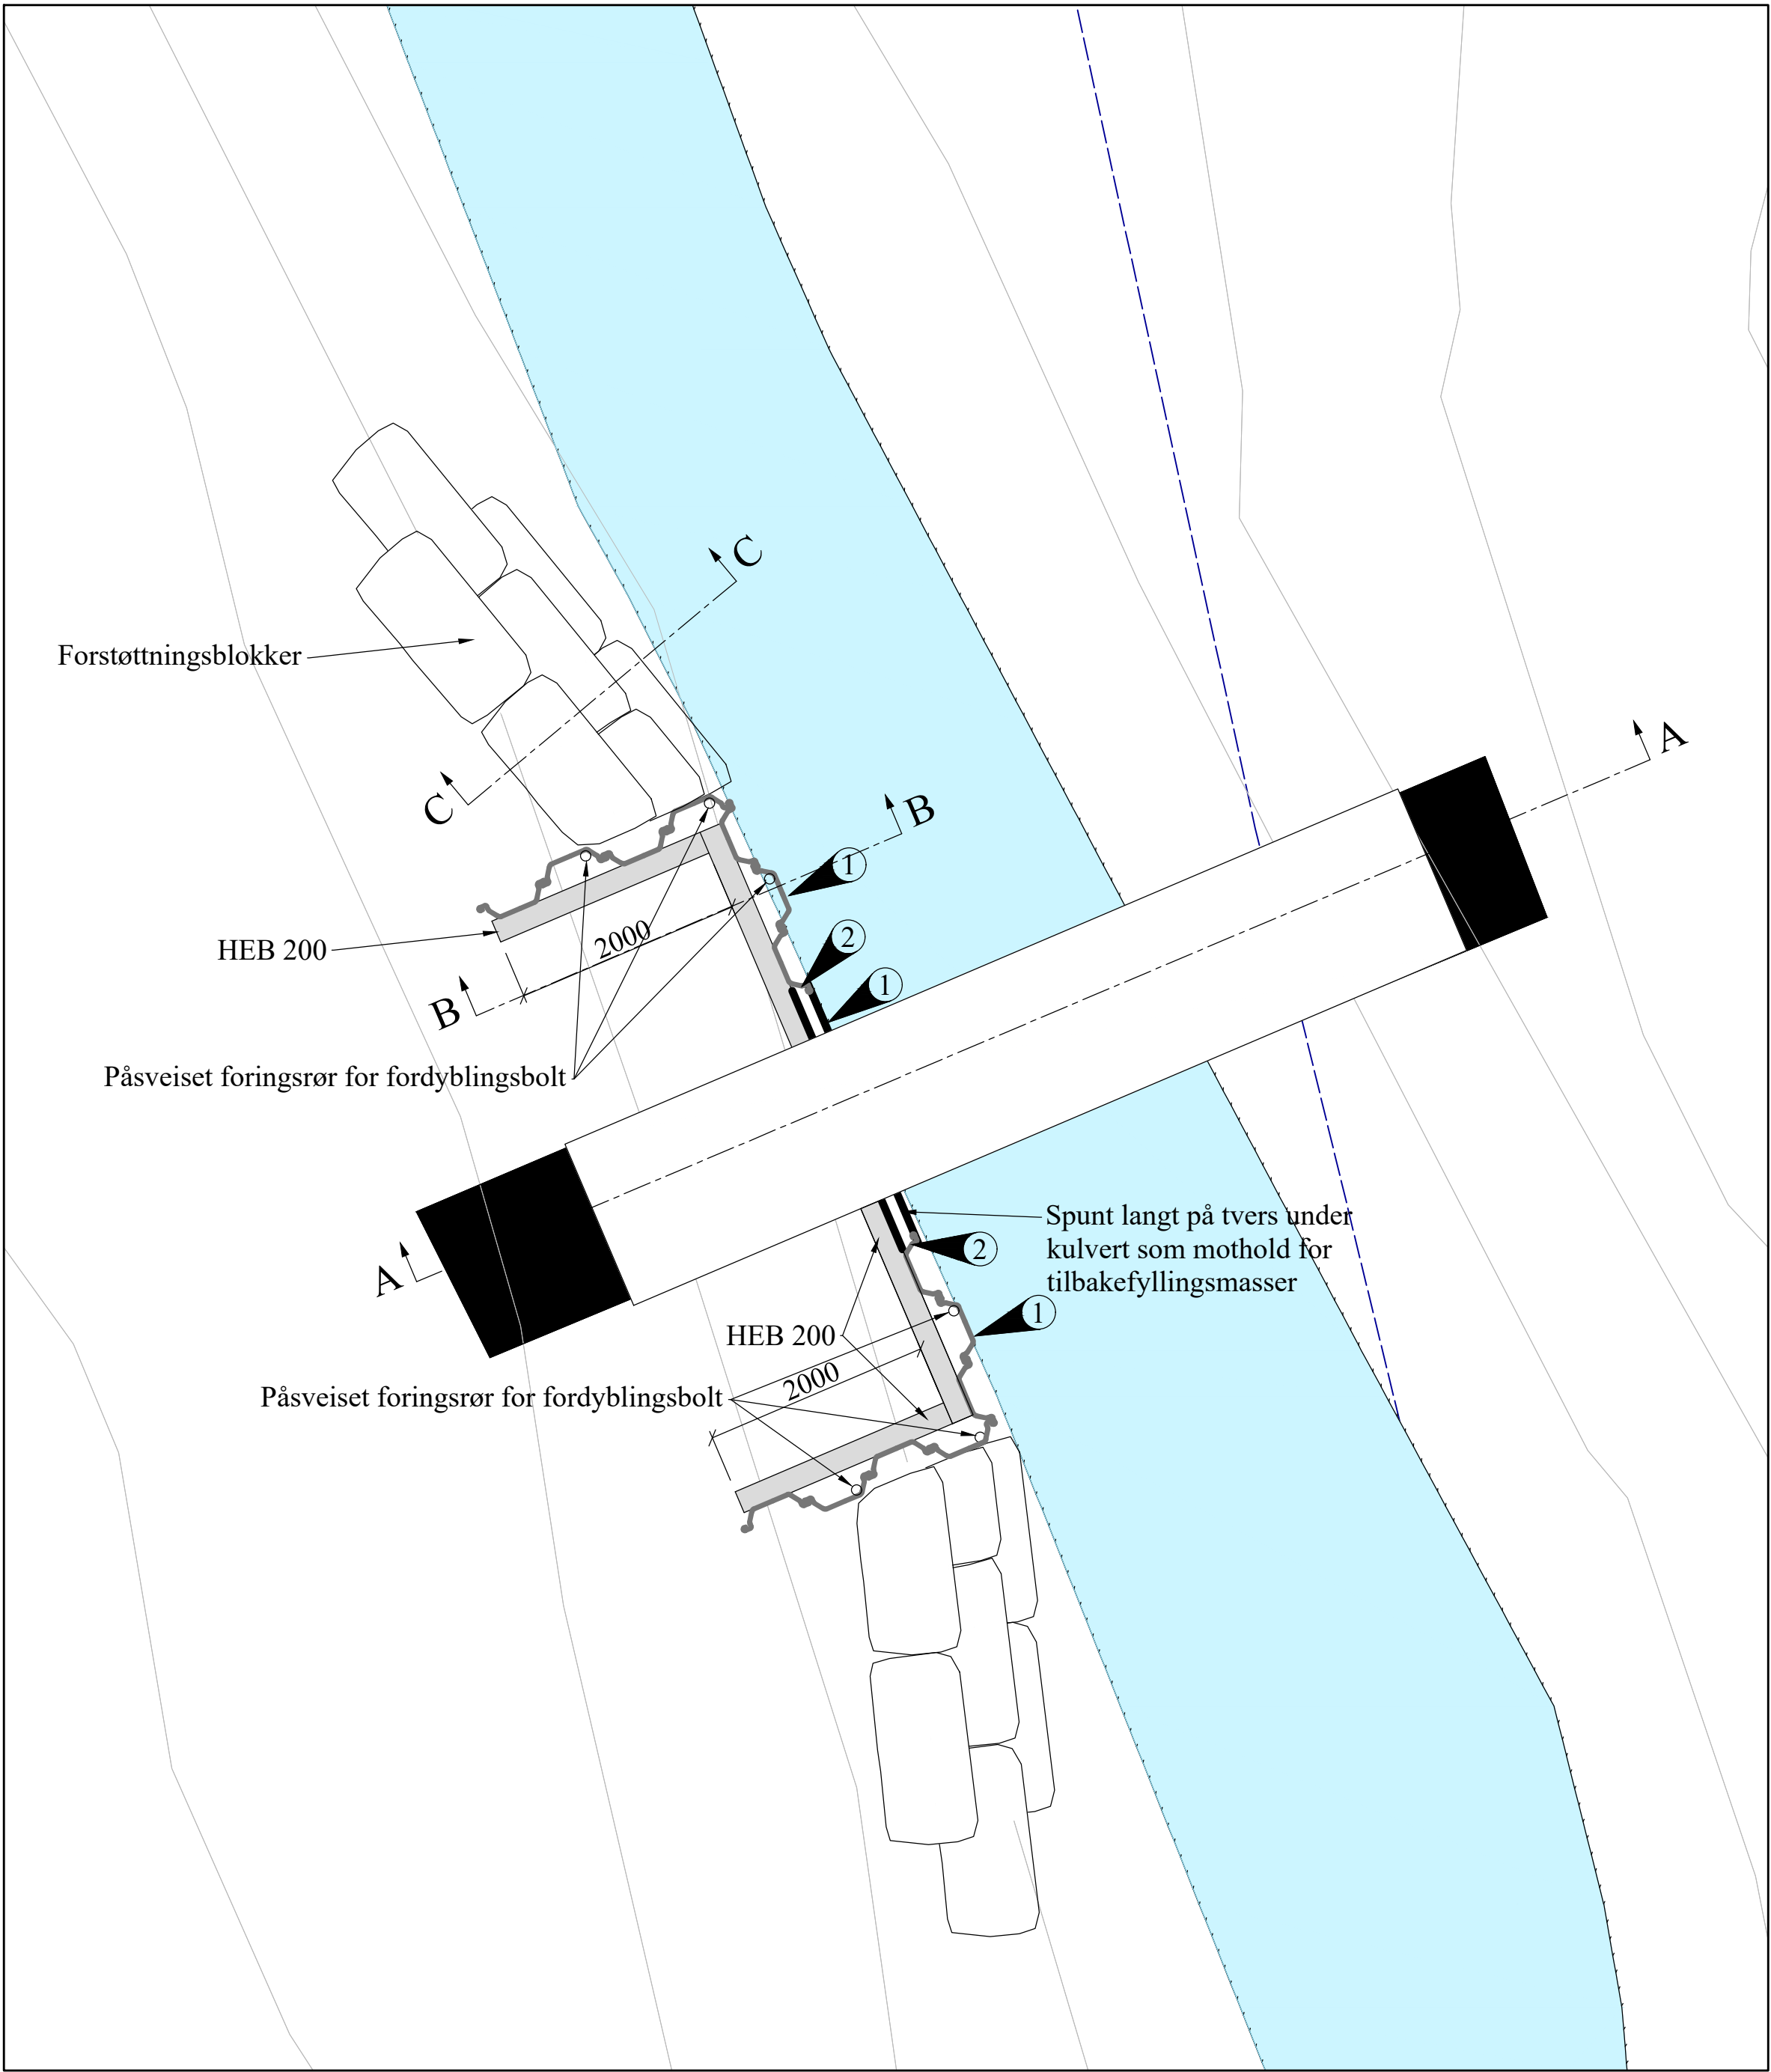 C
Forstøttningsblokker
A
C
B
1
HEB 200
2000
2
1
B
Påsveiset foringsrør for fordyblingsbolt
Spunt langt på tvers under
kulvert som mothold for
tilbakefyllingsmasser
2
A
1
HEB 200
2000
Påsveiset foringsrør for fordyblingsbolt